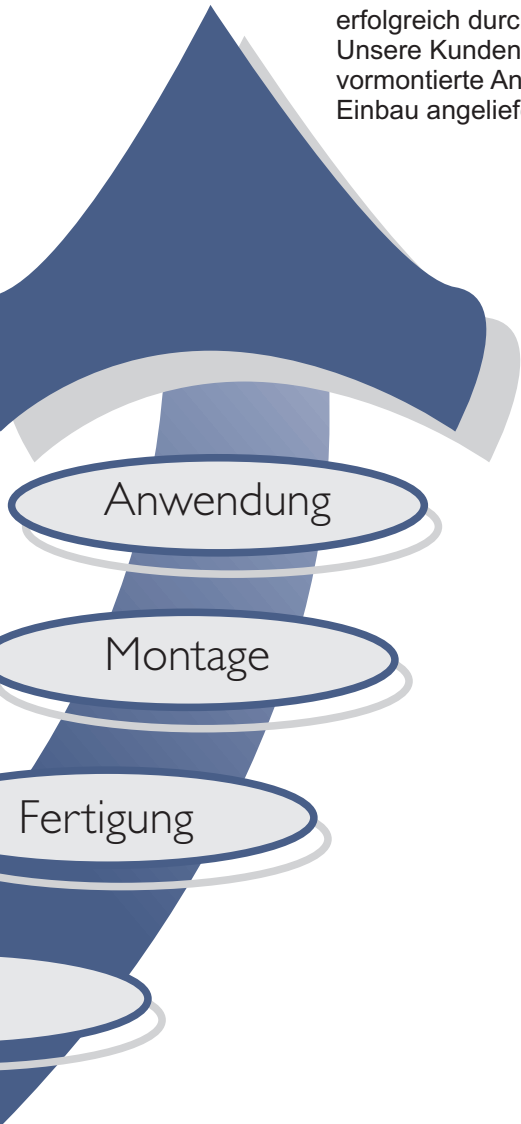 erfolgreich durc
Unsere Kunden
vormontierte An
Einbau angelief
Anwendung
Montage
Fertigung